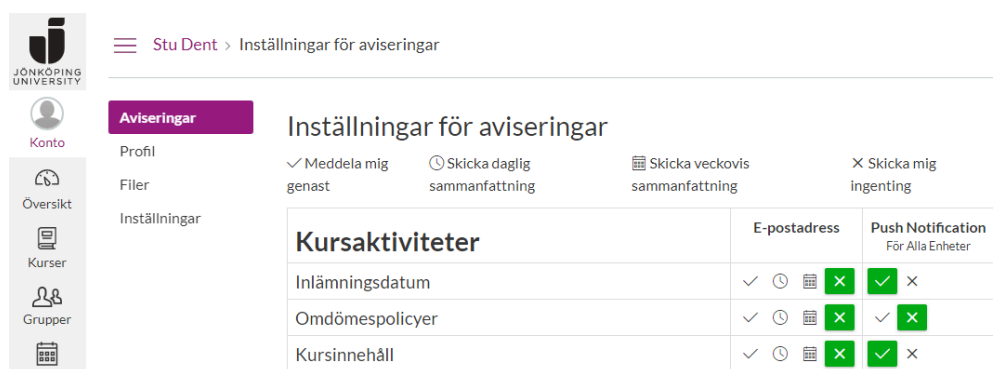 JÖNKÖPING
UNIVERSITY
Stu Dent > Inställningar för aviseringar
Konto
Översikt
Kurser
Grupper
Aviseringar
Profil
Filer
Inställningar
Inställningar för aviseringar
Meddela mig genast
Skicka daglig sammanfattning
Skicka veckovis sammanfattning
Skicka mig ingenting
Kursaktiviteter
E-postadress
Push Notification
För Alla Enheter
Inlämningsdatum
Omdömespolicyer
Kursinnehåll